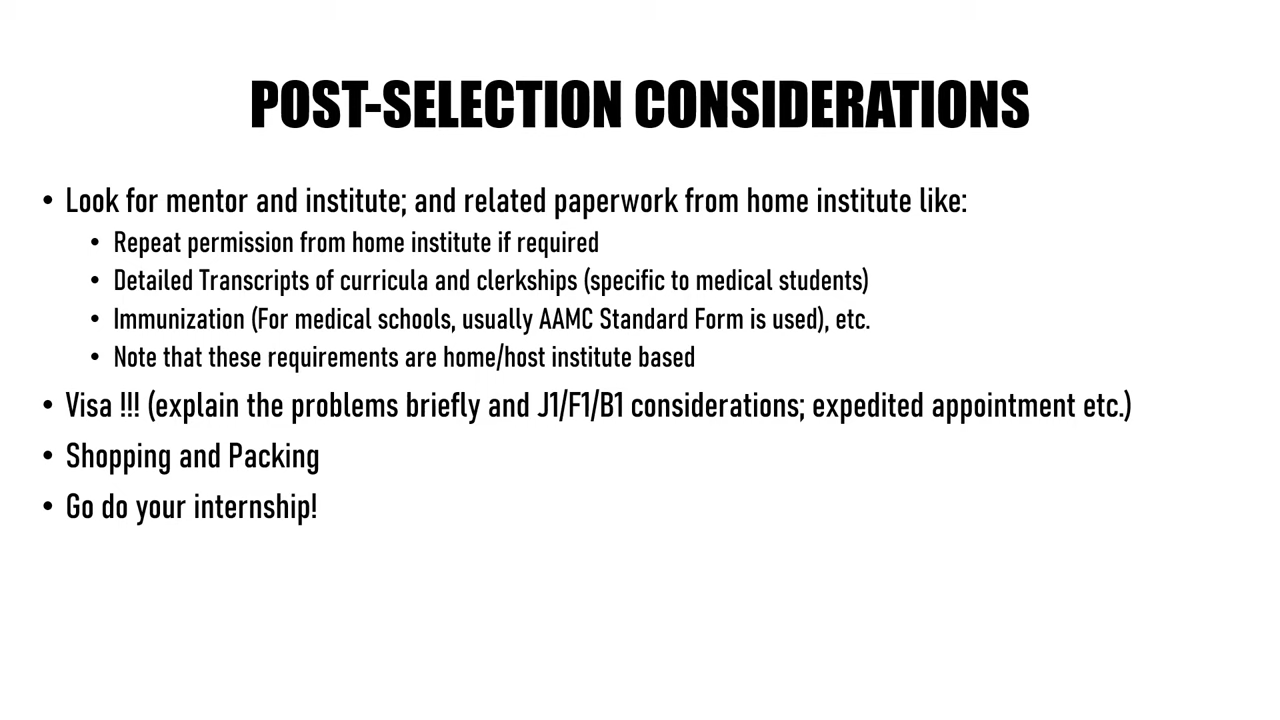 POST-SELECTION CONSIDERATIONS
• Look for mentor and institute; and related paperwork from home institute like:
• Repeat permission from home institute if required
• Detailed Transcripts of curricula and clerkships (specific to medical students)
• Immunization (For medical schools, usually AAMC Standard Form is used), etc.
• Note that these requirements are home/host institute based
• Visa !!! (explain the problems briefly and J1/F1/B1 considerations; expedited appointment etc.)
• Shopping and Packing
• Go do your internship!